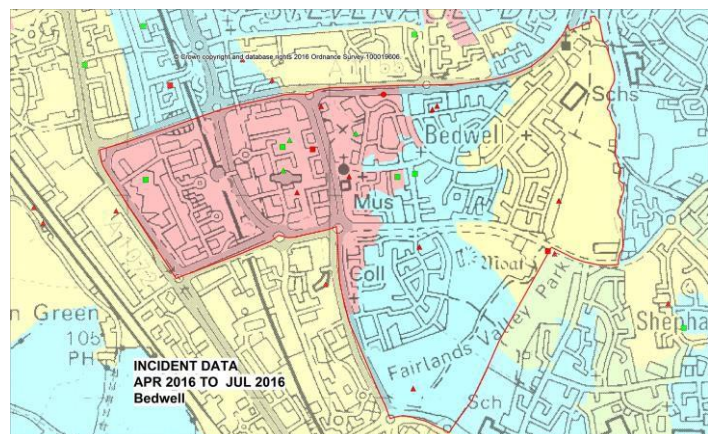 © Crown copyright and database rights 2016 Ordnance Survey 100019606
Schs
Bedwell
Mus
Coll
Moat
Fairlands Valley Park
n Green
105
PH
Shepha
Sch
INCIDENT DATA
APR 2016 TO JUL 2016
Bedwell